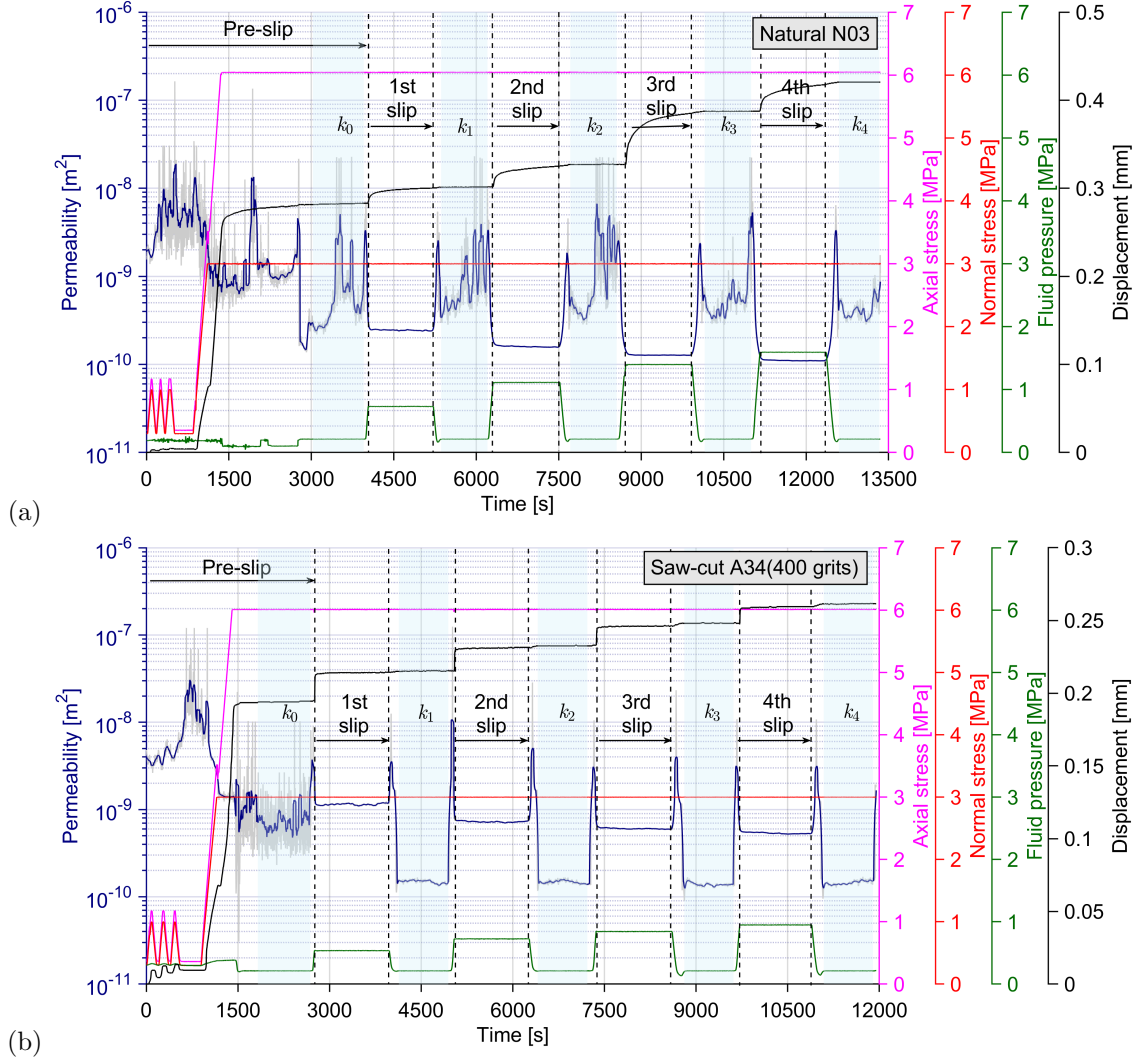 10⁻⁶
10⁻⁷
10⁻⁸
10⁻⁹
10⁻¹⁰
10⁻¹¹
Permeability [m²]
Pre-slip
Natural N03
1st slip
2nd slip
3rd slip
4th slip
k₀
k₁
k₂
k₃
k₄
0 1500 3000 4500 6000 7500 9000 10500 12000 13500
Time [s]
7
6
5
4
3
2
1
0
Axial stress [MPa]
7
6
5
4
3
2
1
0
Normal stress [MPa]
7
6
5
4
3
2
1
0
Fluid pressure [MPa]
0.5
0.4
0.3
0.2
0.1
0
Displacement [mm]
(a)
10⁻⁶
10⁻⁷
10⁻⁸
10⁻⁹
10⁻¹⁰
10⁻¹¹
Permeability [m²]
Pre-slip
Saw-cut A34(400 grits)
k₀
1st slip
k₁
2nd slip
k₂
3rd slip
k₃
4th slip
k₄
0 1500 3000 4500 6000 7500 9000 10500 12000
Time [s]
7
6
5
4
3
2
1
0
Axial stress [MPa]
7
6
5
4
3
2
1
0
Normal stress [MPa]
7
6
5
4
3
2
1
0
Fluid pressure [MPa]
0.3
0.25
0.2
0.15
0.1
0.05
0
Displacement [mm]
(b)